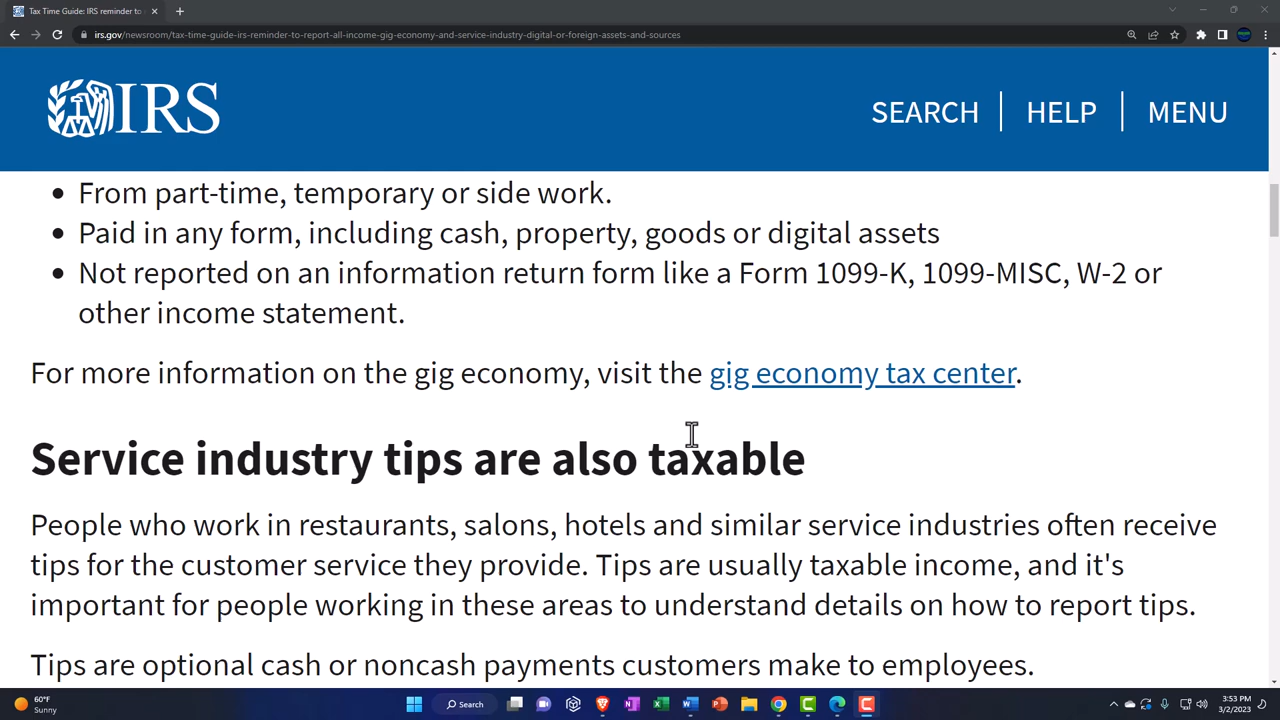 Tax Time Guide: IRS reminder to
irs.gov/newsroom/tax-time-guide-irs-reminder-to-report-all-income-gig-economy-and-service-industry-digital-or-foreign-assets-and-sources
IRS
SEARCH
HELP
MENU
• From part-time, temporary or side work.
• Paid in any form, including cash, property, goods or digital assets
• Not reported on an information return form like a Form 1099-K, 1099-MISC, W-2 or
other income statement.
For more information on the gig economy, visit the gig economy tax center.
Service industry tips are also taxable
People who work in restaurants, salons, hotels and similar service industries often receive
tips for the customer service they provide. Tips are usually taxable income, and it's
important for people working in these areas to understand details on how to report tips.
Tips are optional cash or noncash payments customers make to employees.
60°F
Sunny
Search
3:53 PM
3/2/2023